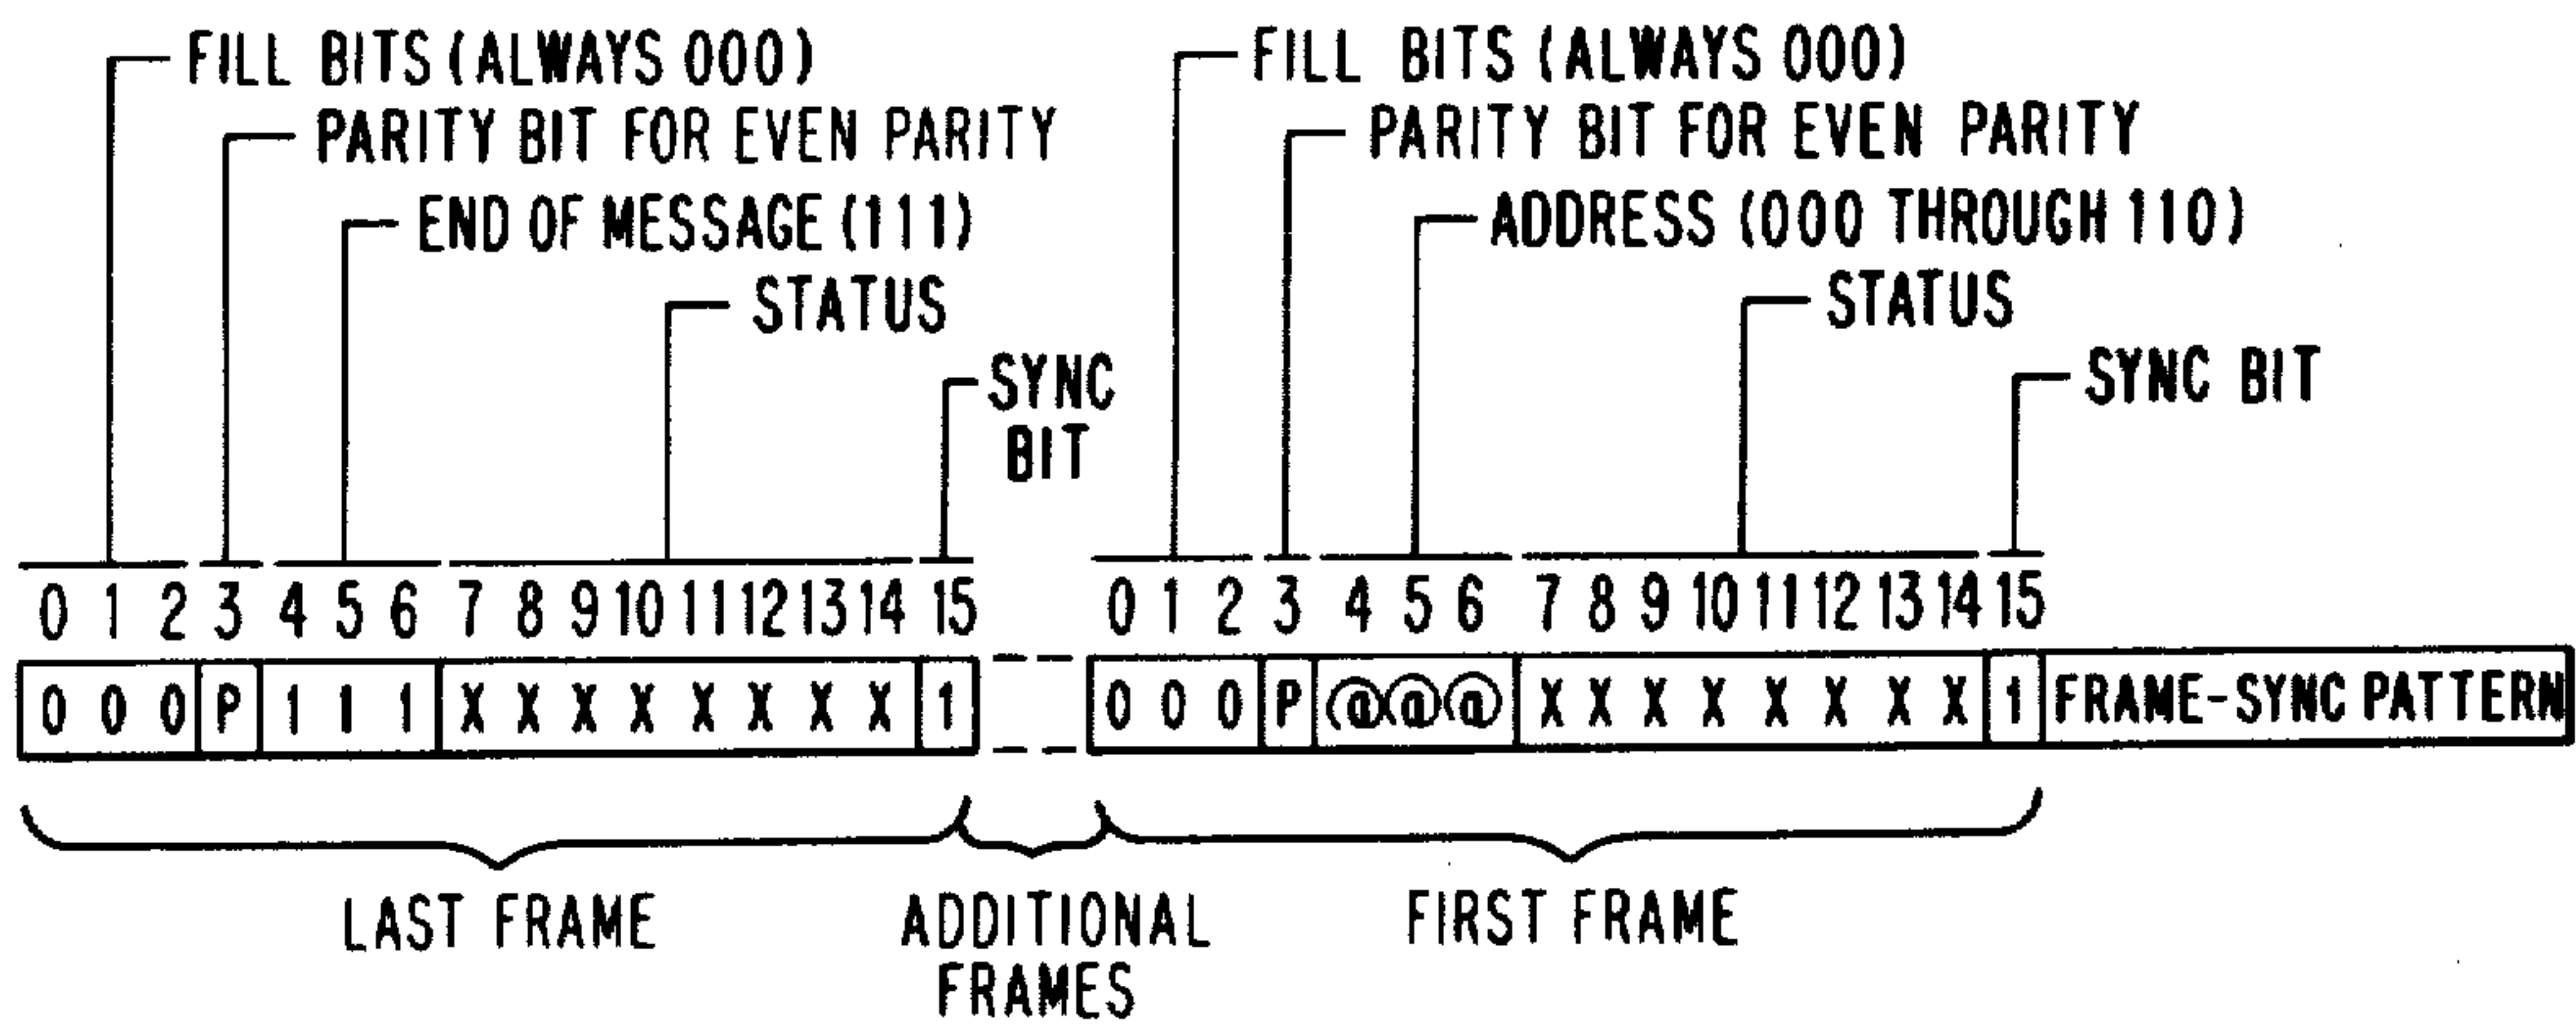 FILL BITS (ALWAYS 000)
PARITY BIT FOR EVEN PARITY
END OF MESSAGE (111)
STATUS
SYNC
BIT
FILL BITS (ALWAYS 000)
PARITY BIT FOR EVEN PARITY
ADDRESS (000 THROUGH 110)
STATUS
SYNC BIT
0 1 2 3 4 5 6 7 8 9 10 11 12 13 14 15
0 1 2 3 4 5 6 7 8 9 10 11 12 13 14 15
0 0 0 P 1 1 1 X X X X X X X X 1
0 0 0 P @ @ @ X X X X X X X X 1 FRAME-SYNC PATTERN
LAST FRAME
ADDITIONAL
FRAMES
FIRST FRAME